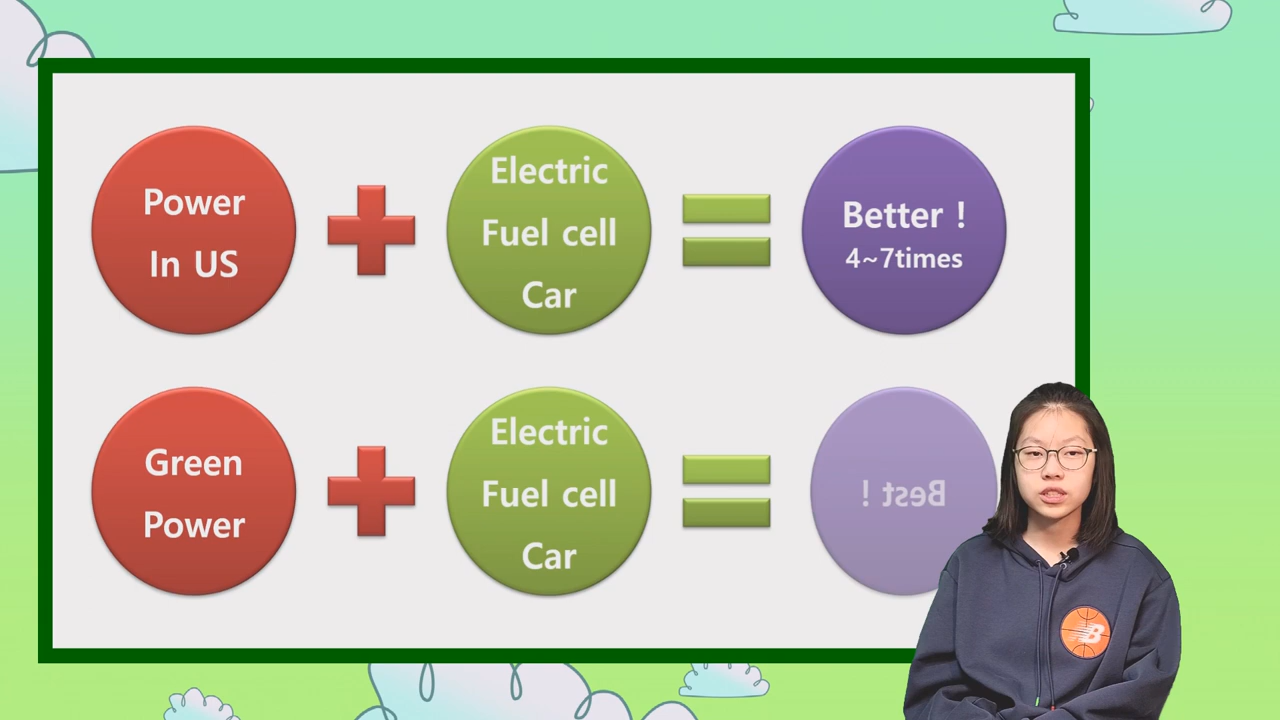 Power
In US
Electric
Fuel cell
Car
Better !
4~7times
Green
Power
Electric
Fuel cell
Car
Best !
B